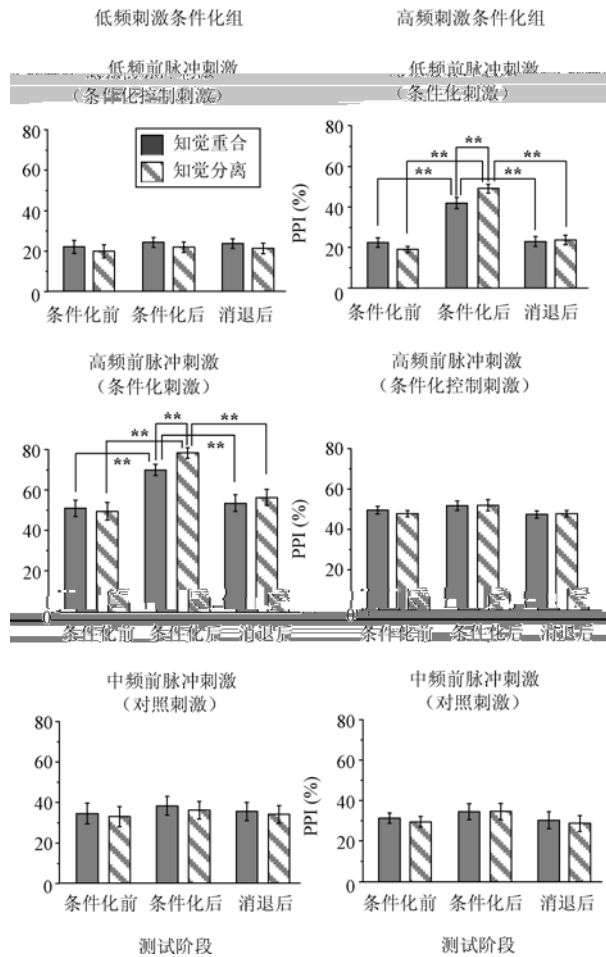 低频刺激条件化组
高频刺激条件化组
低频前脉冲刺激
（条件化控制刺激）
80
60
40
20
0
知觉重合
知觉分离
条件化前 条件化后 消退后
低频前脉冲刺激
（条件化刺激）
PPI (%)
80
60
40
20
0
**
** **
** **
条件化前 条件化后 消退后
高频前脉冲刺激
（条件化刺激）
80
60
40
20
0
** **
** **
**
条件化前 条件化后 消退后
高频前脉冲刺激
（条件化控制刺激）
PPI (%)
80
60
40
20
0
条件化前 条件化后 消退后
中频前脉冲刺激
（对照刺激）
80
60
40
20
0
条件化前 条件化后 消退后
测试阶段
中频前脉冲刺激
（对照刺激）
PPI (%)
80
60
40
20
0
条件化前 条件化后 消退后
测试阶段